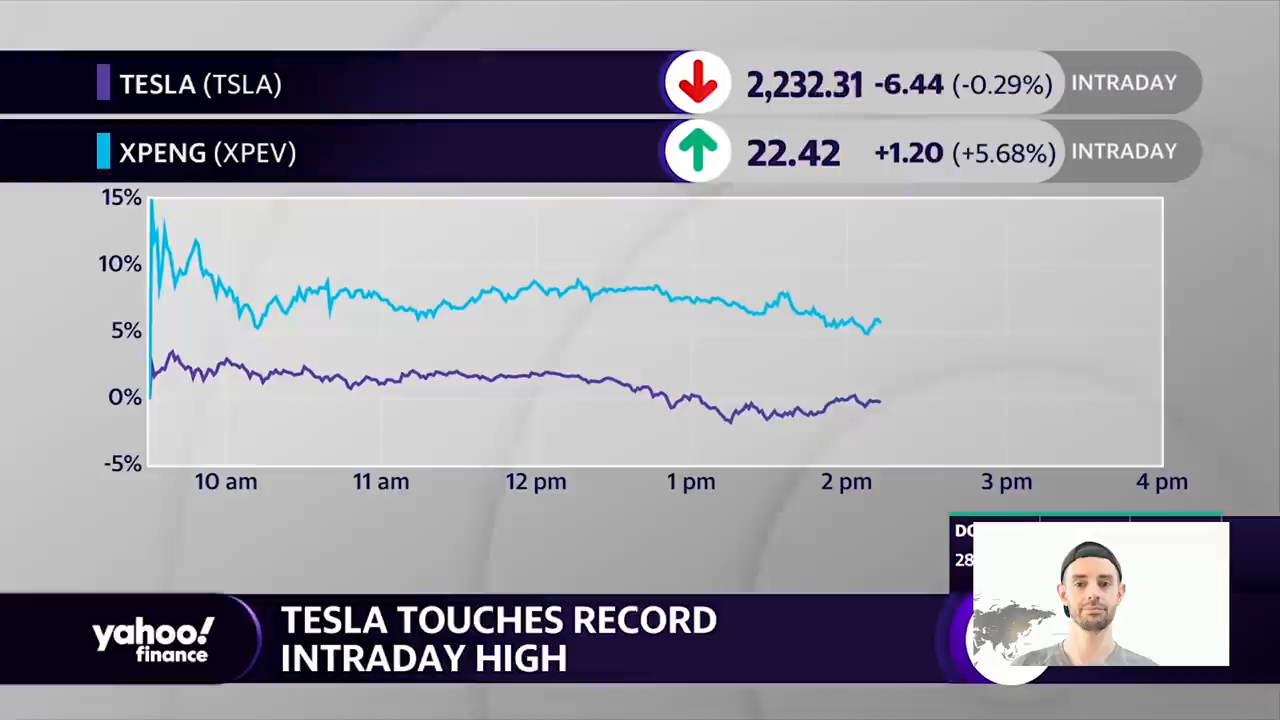 TESLA (TSLA) 2,232.31 -6.44 (-0.29%) INTRADAY
XPENG (XPEV) 22.42 +1.20 (+5.68%) INTRADAY
15%
10%
5%
0%
-5%
10 am 11 am 12 pm 1 pm 2 pm 3 pm 4 pm
yahoo!
finance
TESLA TOUCHES RECORD
INTRADAY HIGH